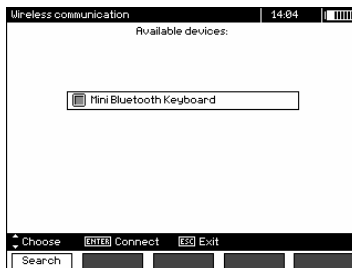 Wireless communication 14:04
Available devices:
Mini Bluetooth Keyboard
Choose ENTER Connect ESC Exit
Search